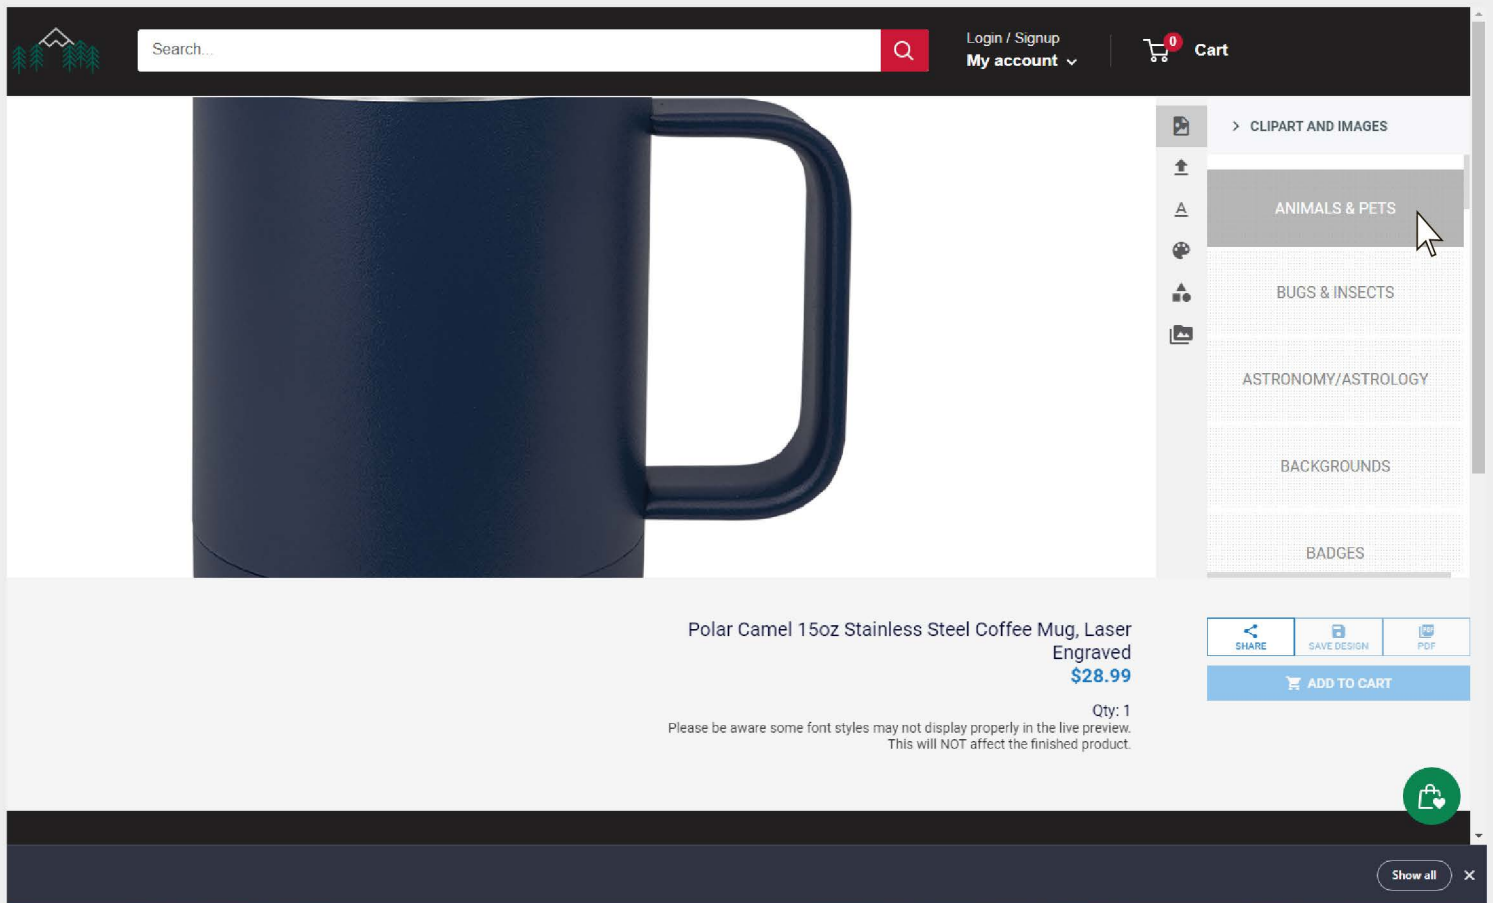 Search...
Login / Signup
My account
0
Cart
CLIPART AND IMAGES
ANIMALS & PETS
BUGS & INSECTS
ASTRONOMY/ASTROLOGY
BACKGROUNDS
BADGES
Polar Camel 15oz Stainless Steel Coffee Mug, Laser
Engraved
$28.99
Qty: 1
Please be aware some font styles may not display properly in the live preview.
This will NOT affect the finished product.
SHARE
SAVE DESIGN
PDF
ADD TO CART
Show all